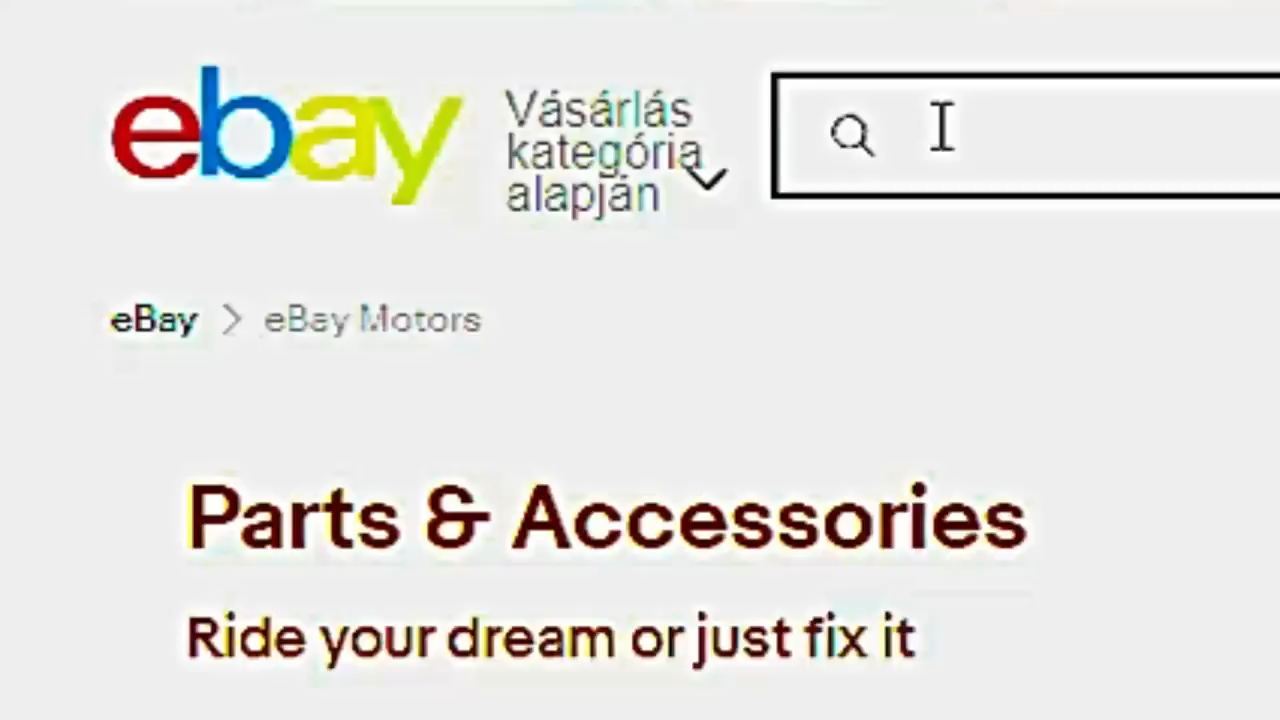 ebay
Vásárlás
kategória
alapján
eBay > eBay Motors
Parts & Accessories
Ride your dream or just fix it